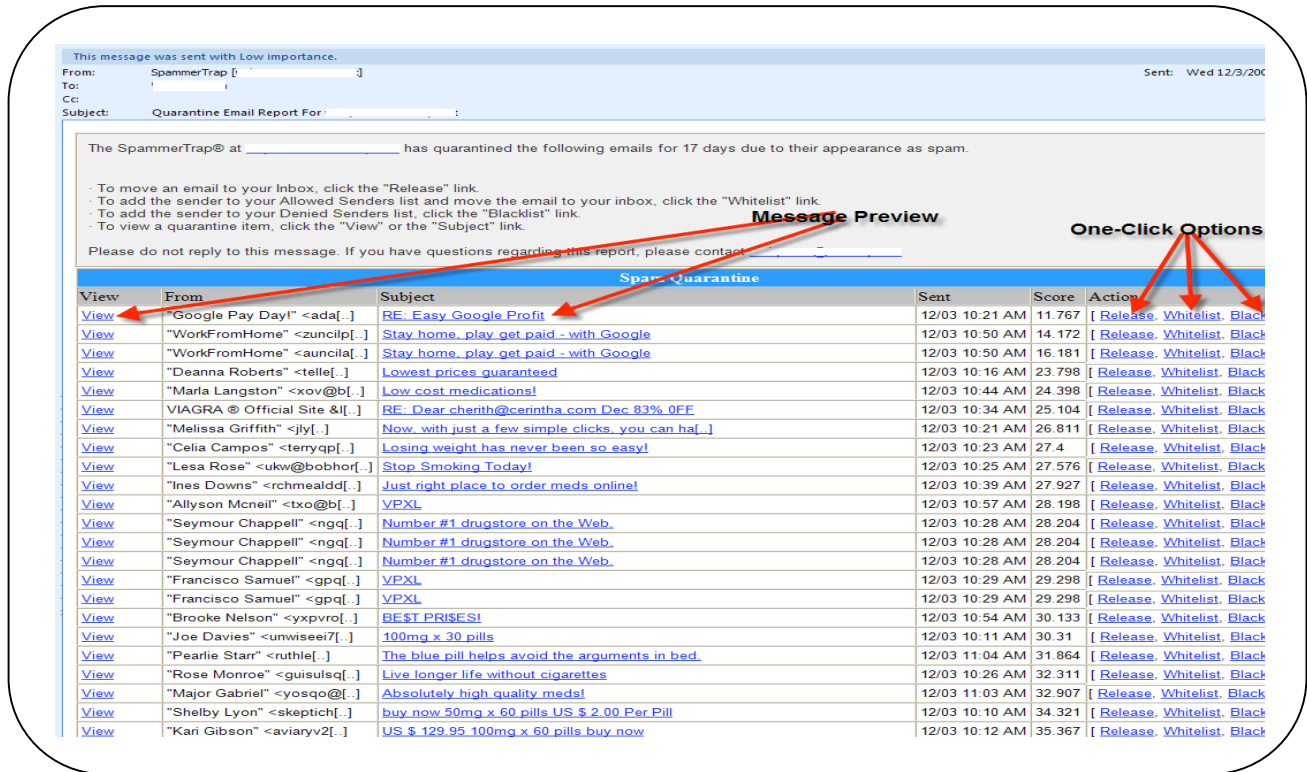 This message was sent with Low importance.
From: SpammerTrap [ :] Sent: Wed 12/3/200
To:
Cc:
Subject: Quarantine Email Report For
The SpammerTrap® at has quarantined the following emails for 17 days due to their appearance as spam.
· To move an email to your Inbox, click the "Release" link.
· To add the sender to your Allowed Senders list and move the email to your inbox, click the "Whitelist" link.
· To add the sender to your Denied Senders list, click the "Blacklist" link.
· To view a quarantine item, click the "View" or the "Subject" link.
Message Preview
One-Click Options
Please do not reply to this message. If you have questions regarding this report, please contact
Spam Quarantine
View From Subject Sent Score Action
View "Google Pay Day!" <ada[..] RE: Easy Google Profit 12/03 10:21 AM 11.767 [ Release, Whitelist, Black
View "WorkFromHome" <zuncilp[..] Stay home, play get paid - with Google 12/03 10:50 AM 14.172 [ Release, Whitelist, Black
View "WorkFromHome" <auncila[..] Stay home, play get paid - with Google 12/03 10:50 AM 16.181 [ Release, Whitelist, Black
View "Deanna Roberts" <telle[..] Lowest prices guaranteed 12/03 10:16 AM 23.798 [ Release, Whitelist, Black
View "Marla Langston" <xov@b[..] Low cost medications! 12/03 10:44 AM 24.398 [ Release, Whitelist, Black
View VIAGRA ® Official Site &l[..] RE: Dear cherith@cerintha.com Dec 83% 0FF 12/03 10:34 AM 25.104 [ Release, Whitelist, Black
View "Melissa Griffith" <jly[..] Now, with just a few simple clicks, you can ha[..] 12/03 10:21 AM 26.811 [ Release, Whitelist, Black
View "Celia Campos" <terryqp[..] Losing weight has never been so easy! 12/03 10:23 AM 27.4 [ Release, Whitelist, Black
View "Lesa Rose" <ukw@bobhor[..] Stop Smoking Today! 12/03 10:25 AM 27.576 [ Release, Whitelist, Black
View "Ines Downs" <rchmealdd[..] Just right place to order meds online! 12/03 10:39 AM 27.927 [ Release, Whitelist, Black
View "Allyson Mcneil" <txo@b[..] VPXL 12/03 10:57 AM 28.198 [ Release, Whitelist, Black
View "Seymour Chappell" <ngq[..] Number #1 drugstore on the Web. 12/03 10:28 AM 28.204 [ Release, Whitelist, Black
View "Seymour Chappell" <ngq[..] Number #1 drugstore on the Web. 12/03 10:28 AM 28.204 [ Release, Whitelist, Black
View "Seymour Chappell" <ngq[..] Number #1 drugstore on the Web. 12/03 10:28 AM 28.204 [ Release, Whitelist, Black
View "Francisco Samuel" <gpq[..] VPXL 12/03 10:29 AM 29.298 [ Release, Whitelist, Black
View "Francisco Samuel" <gpq[..] VPXL 12/03 10:29 AM 29.298 [ Release, Whitelist, Black
View "Brooke Nelson" <yxpvro[..] BE$T PRI$ES! 12/03 10:54 AM 30.133 [ Release, Whitelist, Black
View "Joe Davies" <unwiseei7[..] 100mg x 30 pills 12/03 10:11 AM 30.31 [ Release, Whitelist, Black
View "Pearlie Starr" <ruthle[..] The blue pill helps avoid the arguments in bed. 12/03 11:04 AM 31.864 [ Release, Whitelist, Black
View "Rose Monroe" <guisulsq[..] Live longer life without cigarettes 12/03 10:26 AM 32.311 [ Release, Whitelist, Black
View "Major Gabriel" <yosqo@[..] Absolutely high quality meds! 12/03 11:03 AM 32.907 [ Release, Whitelist, Black
View "Shelby Lyon" <skeptich[..] buy now 50mg x 60 pills US $ 2.00 Per Pill 12/03 10:10 AM 34.321 [ Release, Whitelist, Black
View "Kari Gibson" <aviaryv2[..] US $ 129.95 100mg x 60 pills buy now 12/03 10:12 AM 35.367 [ Release, Whitelist, Black